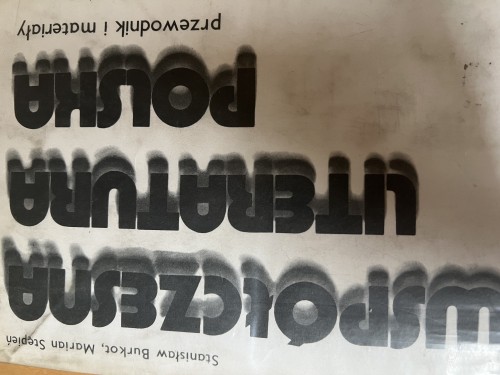 Stanisław Burkot, Marian Stępień
WSPÓŁCZESNA
LITERATURA
POLSKA
przewodnik i materiały